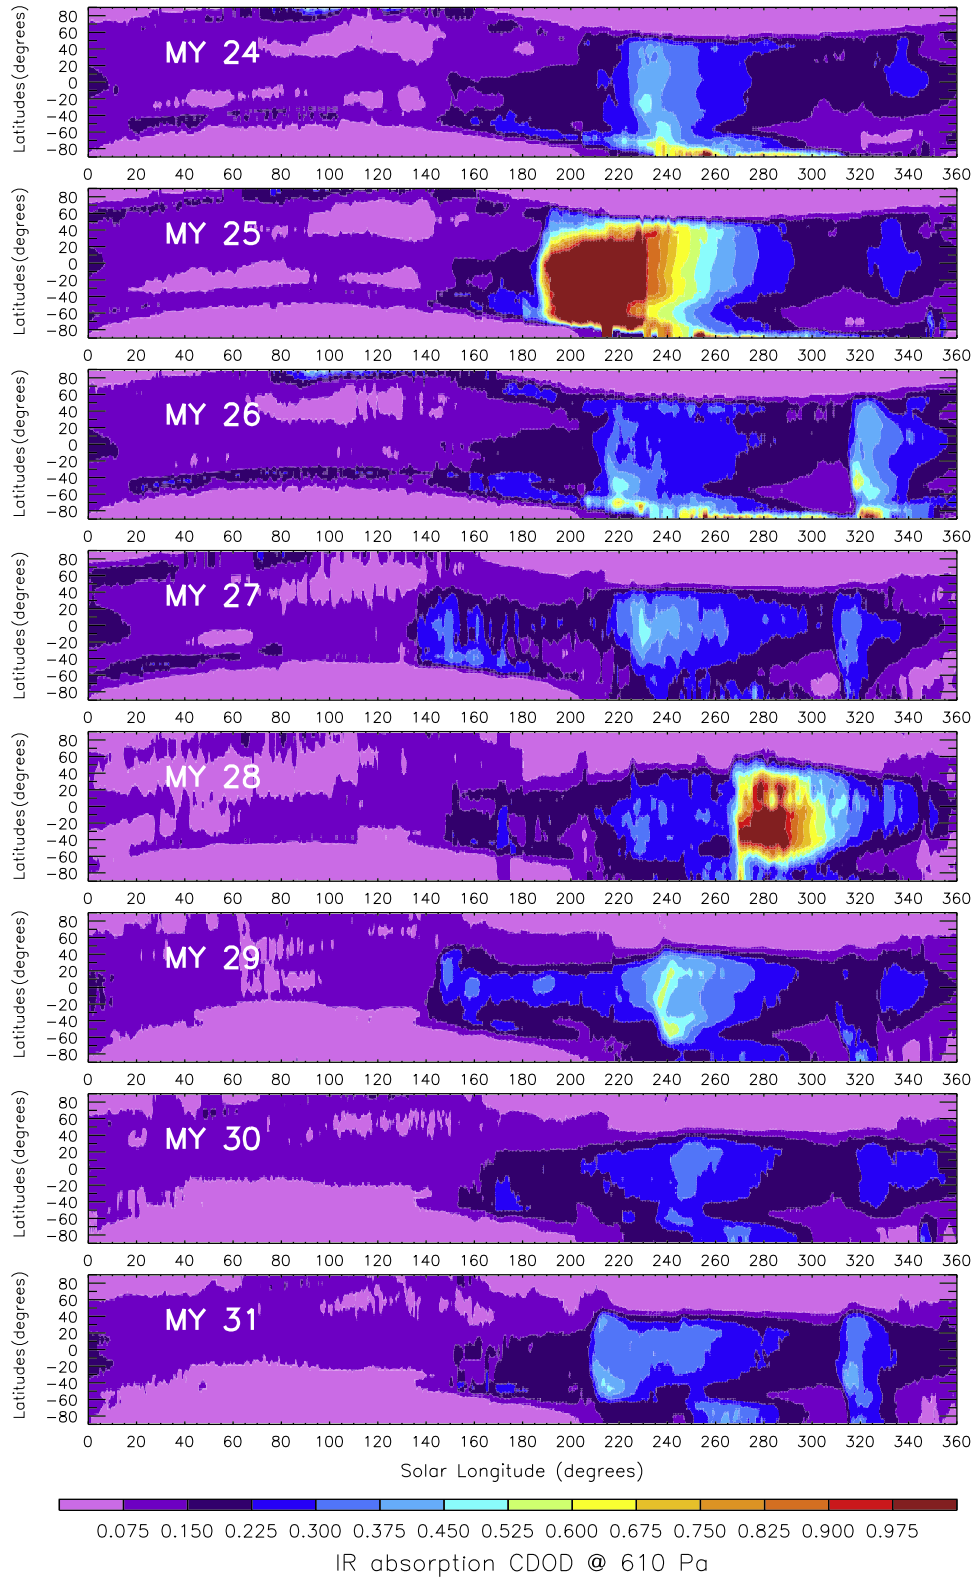 Latitudes(degrees)
80
60
40
20
0
−20
−40
−60
−80
MY 24
0 20 40 60 80 100 120 140 160 180 200 220 240 260 280 300 320 340 360
Latitudes(degrees)
80
60
40
20
0
−20
−40
−60
−80
MY 25
0 20 40 60 80 100 120 140 160 180 200 220 240 260 280 300 320 340 360
Latitudes(degrees)
80
60
40
20
0
−20
−40
−60
−80
MY 26
0 20 40 60 80 100 120 140 160 180 200 220 240 260 280 300 320 340 360
Latitudes(degrees)
80
60
40
20
0
−20
−40
−60
−80
MY 27
0 20 40 60 80 100 120 140 160 180 200 220 240 260 280 300 320 340 360
Latitudes(degrees)
80
60
40
20
0
−20
−40
−60
−80
MY 28
0 20 40 60 80 100 120 140 160 180 200 220 240 260 280 300 320 340 360
Latitudes(degrees)
80
60
40
20
0
−20
−40
−60
−80
MY 29
0 20 40 60 80 100 120 140 160 180 200 220 240 260 280 300 320 340 360
Latitudes(degrees)
80
60
40
20
0
−20
−40
−60
−80
MY 30
0 20 40 60 80 100 120 140 160 180 200 220 240 260 280 300 320 340 360
Latitudes(degrees)
80
60
40
20
0
−20
−40
−60
−80
MY 31
0 20 40 60 80 100 120 140 160 180 200 220 240 260 280 300 320 340 360
Solar Longitude (degrees)
0.075 0.150 0.225 0.300 0.375 0.450 0.525 0.600 0.675 0.750 0.825 0.900 0.975
IR absorption CDOD @ 610 Pa